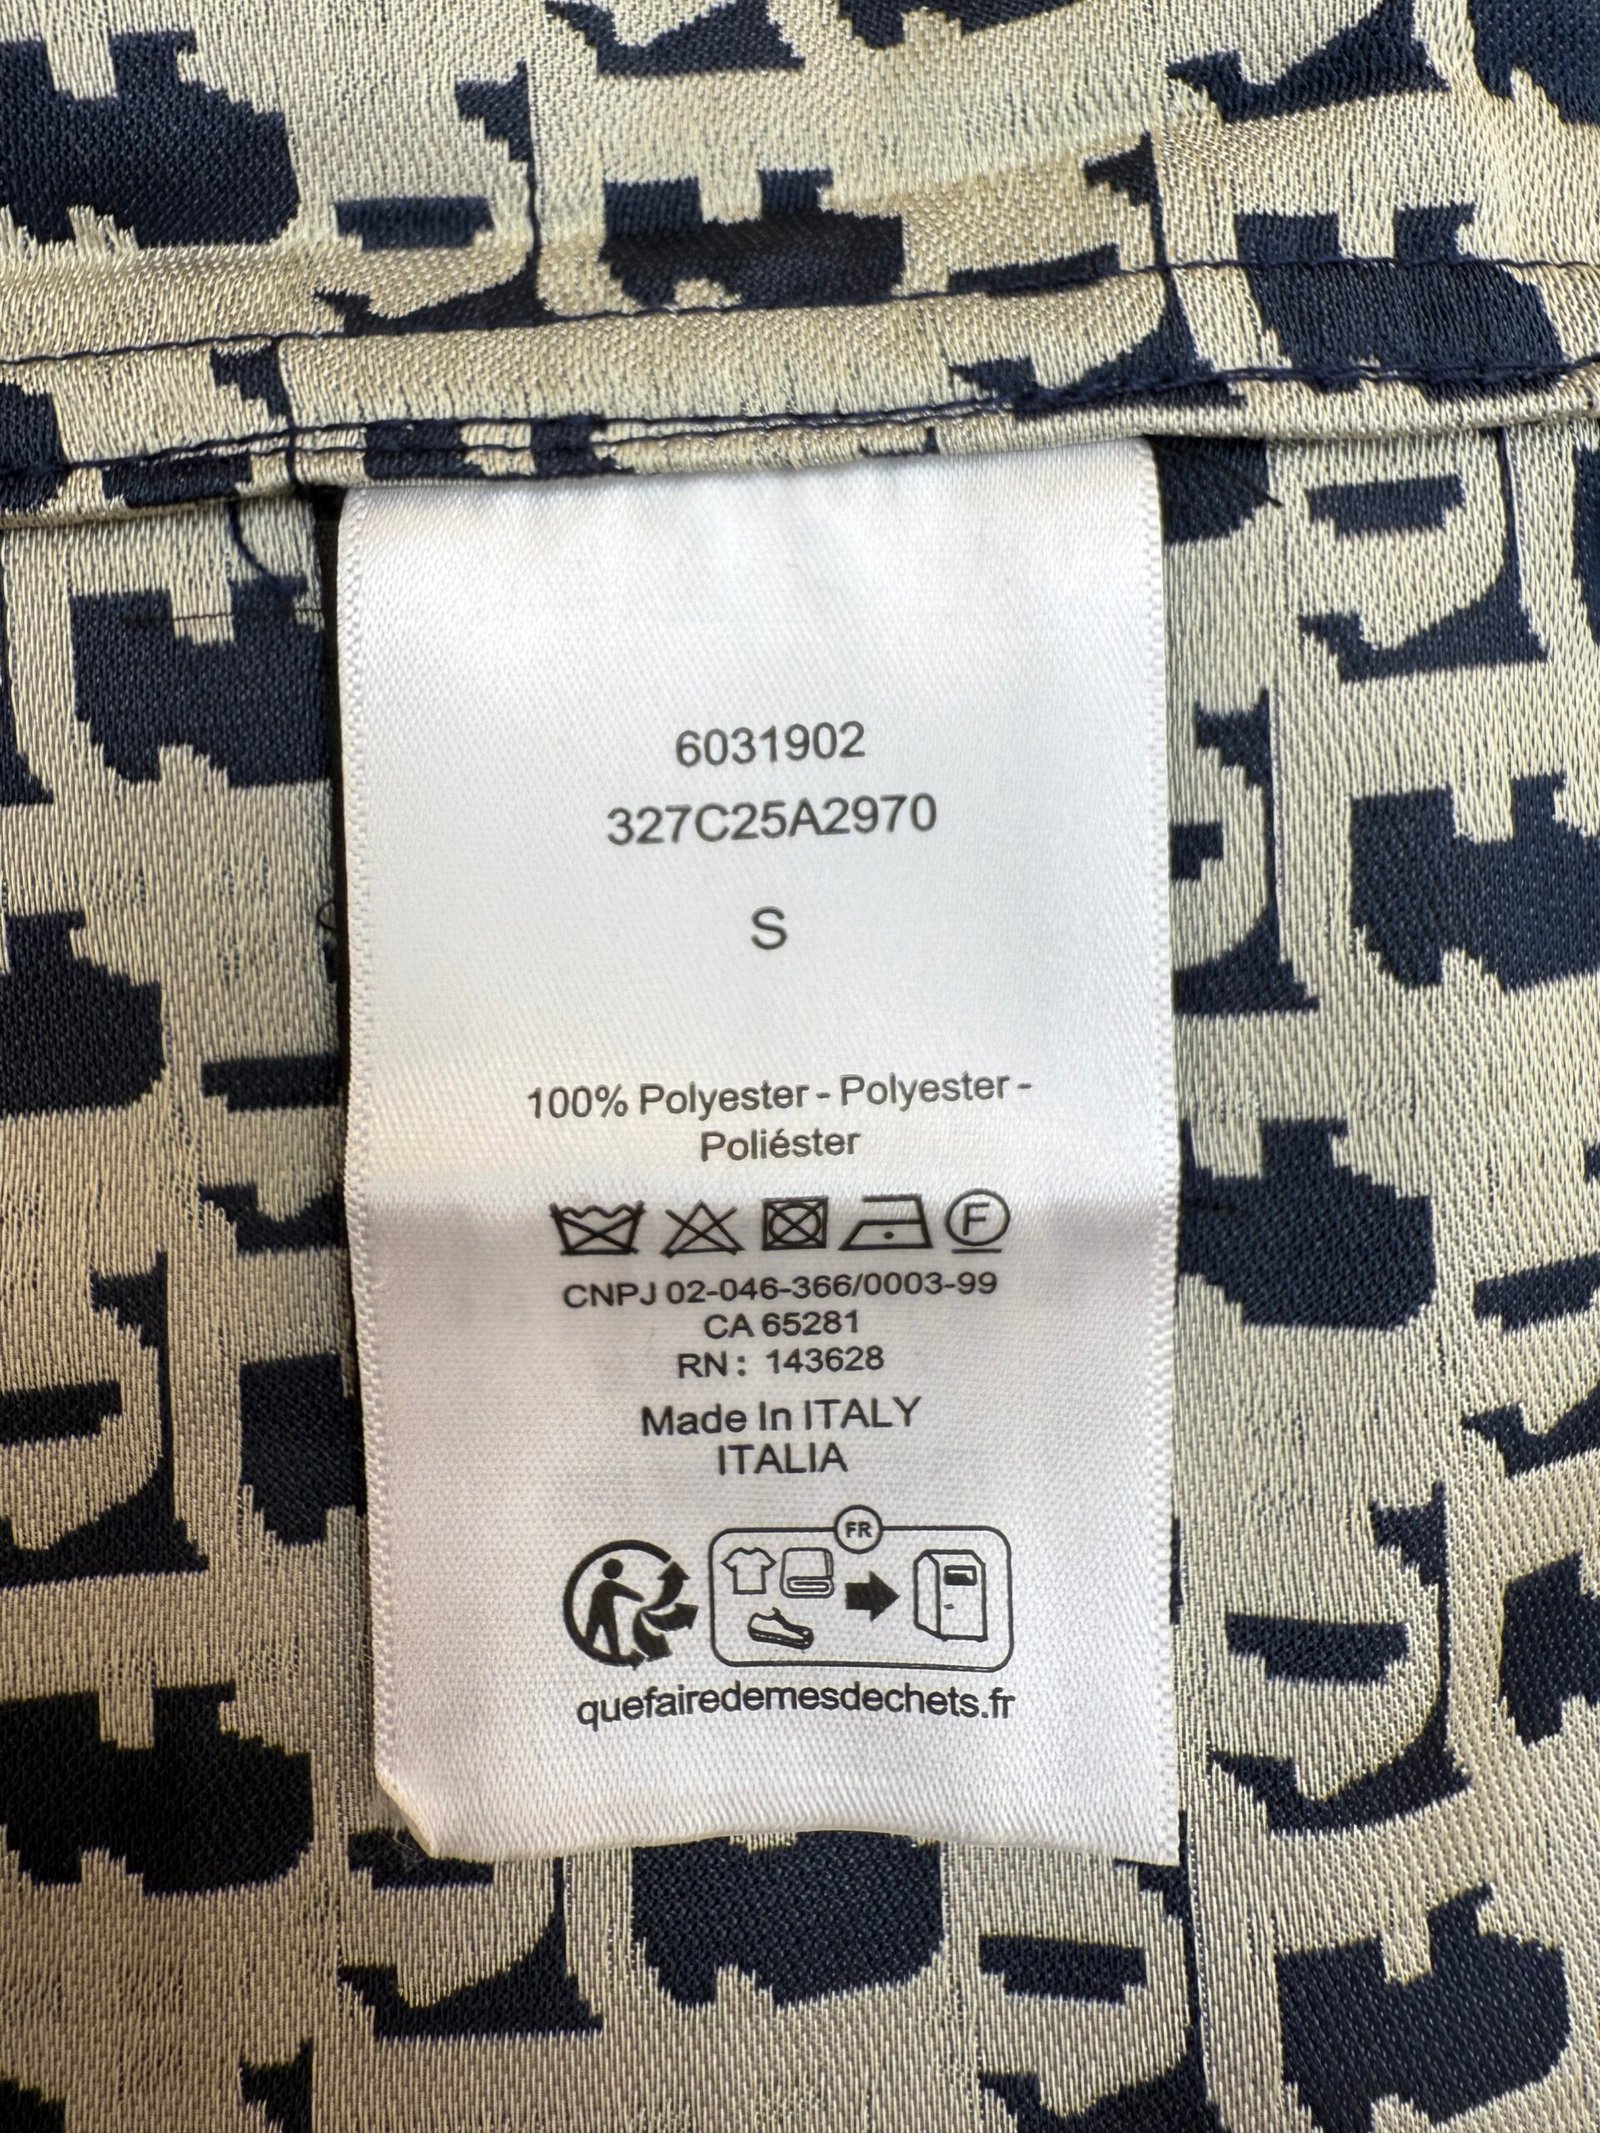 6031902
327C25A2970
S
100% Polyester - Polyester -
Poliéster
F
CNPJ 02-046-366/0003-99
CA 65281
RN : 143628
Made In ITALY
ITALIA
FR
quefairedemesdechets.fr